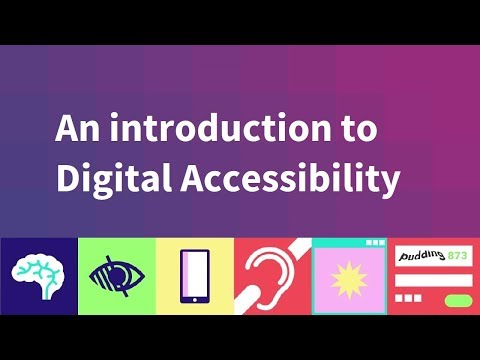 An introduction to
Digital Accessibility
pudding 873